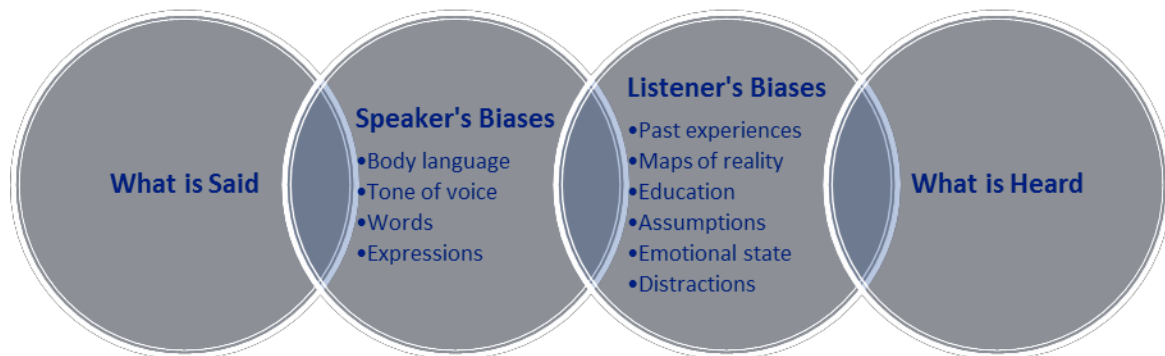 What is Said
Speaker's Biases
•Body language
•Tone of voice
•Words
•Expressions
Listener's Biases
•Past experiences
•Maps of reality
•Education
•Assumptions
•Emotional state
•Distractions
What is Heard